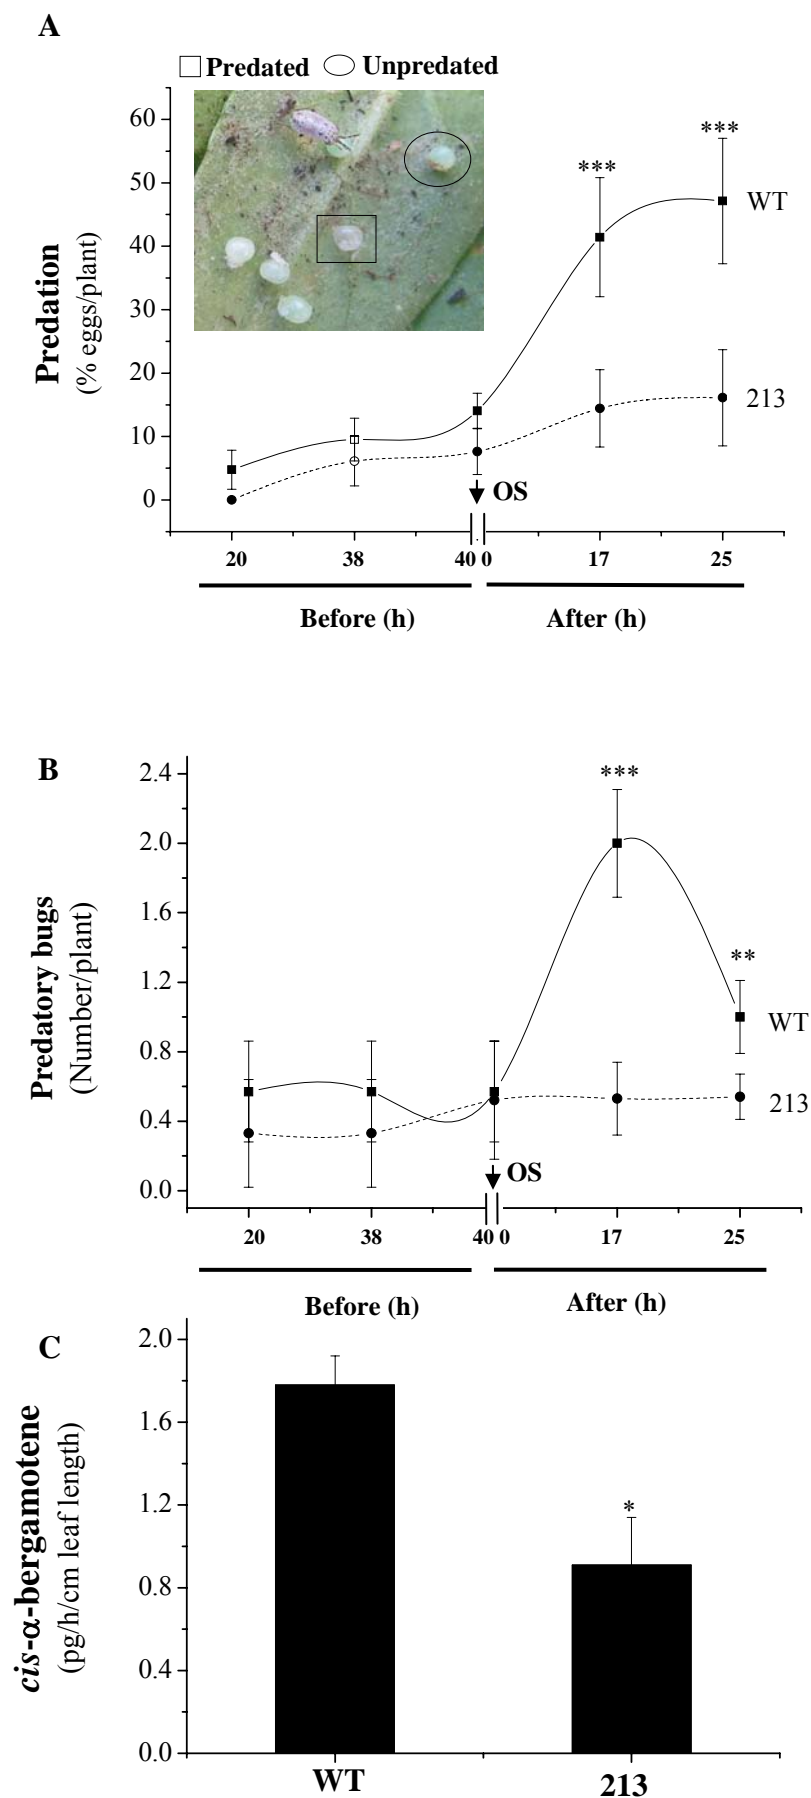 A
Predated Unpredated
Predation
(% eggs/plant)
60
50
40
30
20
10
0
***
***
WT
213
OS
20 38 40 0 17 25
Before (h) After (h)
B
Predatory bugs
(Number/plant)
2.4
2.0
1.6
1.2
0.8
0.4
0.0
***
**
WT
213
OS
20 38 40 0 17 25
Before (h) After (h)
C
cis-α-bergamotene
(pg/h/cm leaf length)
2.0
1.6
1.2
0.8
0.4
0.0
*
WT 213